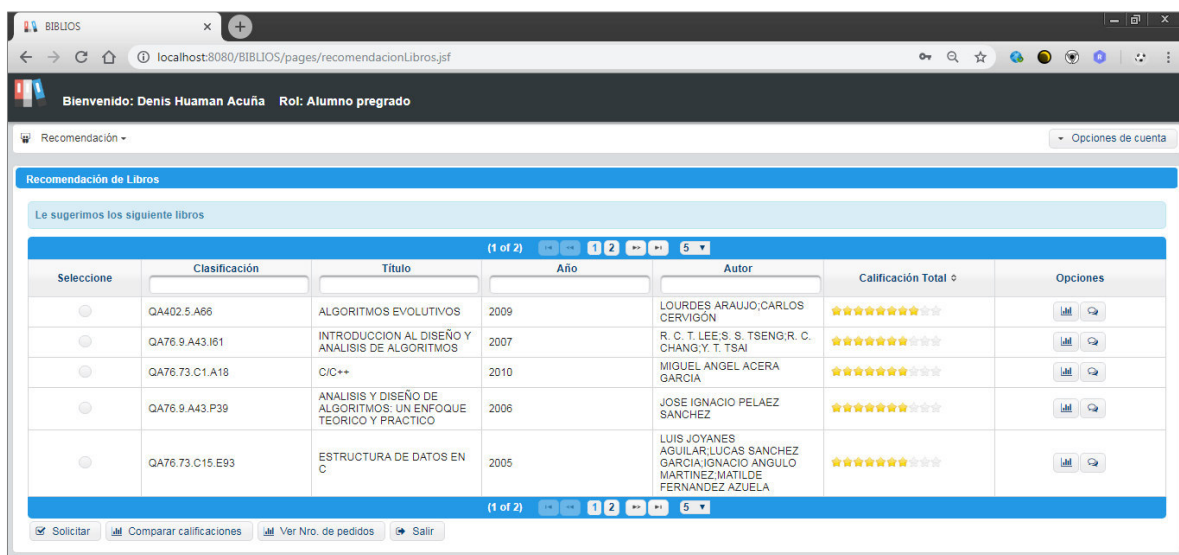 BIBLIOS
localhost:8080/BIBLIOS/pages/recomendacionLibros.jsf
Bienvenido: Denis Huaman Acuña Rol: Alumno pregrado
Recomendación
Opciones de cuenta
Recomendación de Libros
Le sugerimos los siguiente libros
(1 of 2) 1 2 5
Seleccione Clasificación Título Año Autor Calificación Total Opciones
QA402.5.A66 ALGORITMOS EVOLUTIVOS 2009 LOURDES ARAUJO;CARLOS
CERVIGÓN
QA76.9.A43.I61 INTRODUCCION AL DISEÑO Y
ANALISIS DE ALGORITMOS 2007 R. C. T. LEE;S. S. TSENG;R. C.
CHANG;Y. T. TSAI
QA76.73.C1.A18 C/C++ 2010 MIGUEL ANGEL ACERA
GARCIA
QA76.9.A43.P39 ANALISIS Y DISEÑO DE
ALGORITMOS: UN ENFOQUE
TEORICO Y PRACTICO 2006 JOSE IGNACIO PELAEZ
SANCHEZ
QA76.73.C15.E93 ESTRUCTURA DE DATOS EN
C 2005 LUIS JOYANES
AGUILAR;LUCAS SANCHEZ
GARCIA;IGNACIO ANGULO
MARTINEZ;MATILDE
FERNANDEZ AZUELA
(1 of 2) 1 2 5
Solicitar Comparar calificaciones Ver Nro. de pedidos Salir